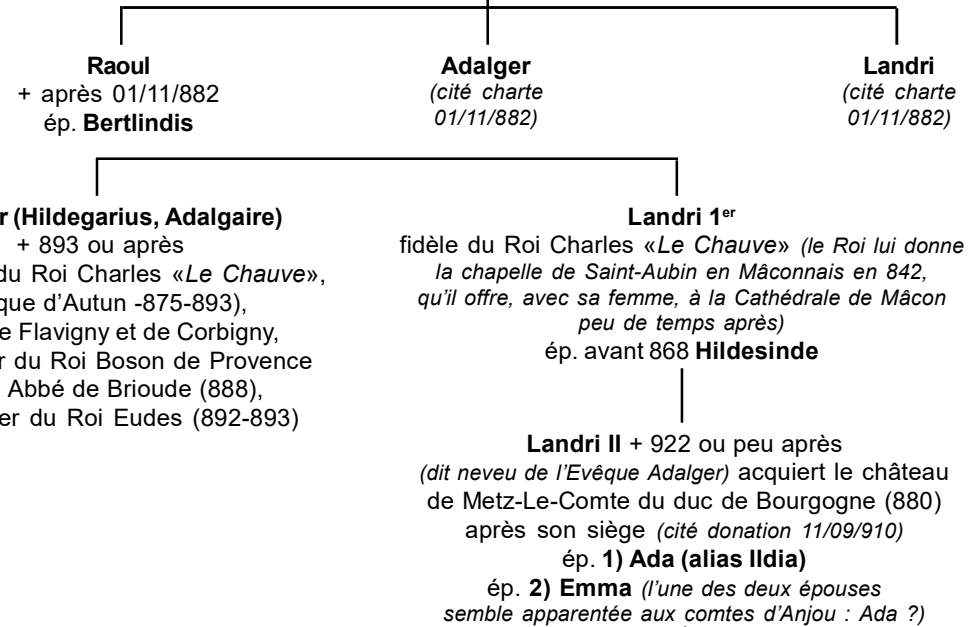 Raoul
+ après 01/11/882
ép. Bertlindis
Adalger
(cité charte
01/11/882)
Landri
(cité charte
01/11/882)
r (Hildegarius, Adalgaire)
+ 893 ou après
du Roi Charles «Le Chauve»,
que d'Autun -875-893),
e Flavigny et de Corbigny,
r du Roi Boson de Provence
Abbé de Brioude (888),
er du Roi Eudes (892-893)
Landri 1er
fidèle du Roi Charles «Le Chauve» (le Roi lui donne
la chapelle de Saint-Aubin en Mâconnais en 842,
qu'il offre, avec sa femme, à la Cathédrale de Mâcon
peu de temps après)
ép. avant 868 Hildesinde
Landri II + 922 ou peu après
(dit neveu de l'Evêque Adalger) acquiert le château
de Metz-Le-Comte du duc de Bourgogne (880)
après son siège (cité donation 11/09/910)
ép. 1) Ada (alias Ildia)
ép. 2) Emma (l'une des deux épouses
semble apparentée aux comtes d'Anjou : Ada ?)